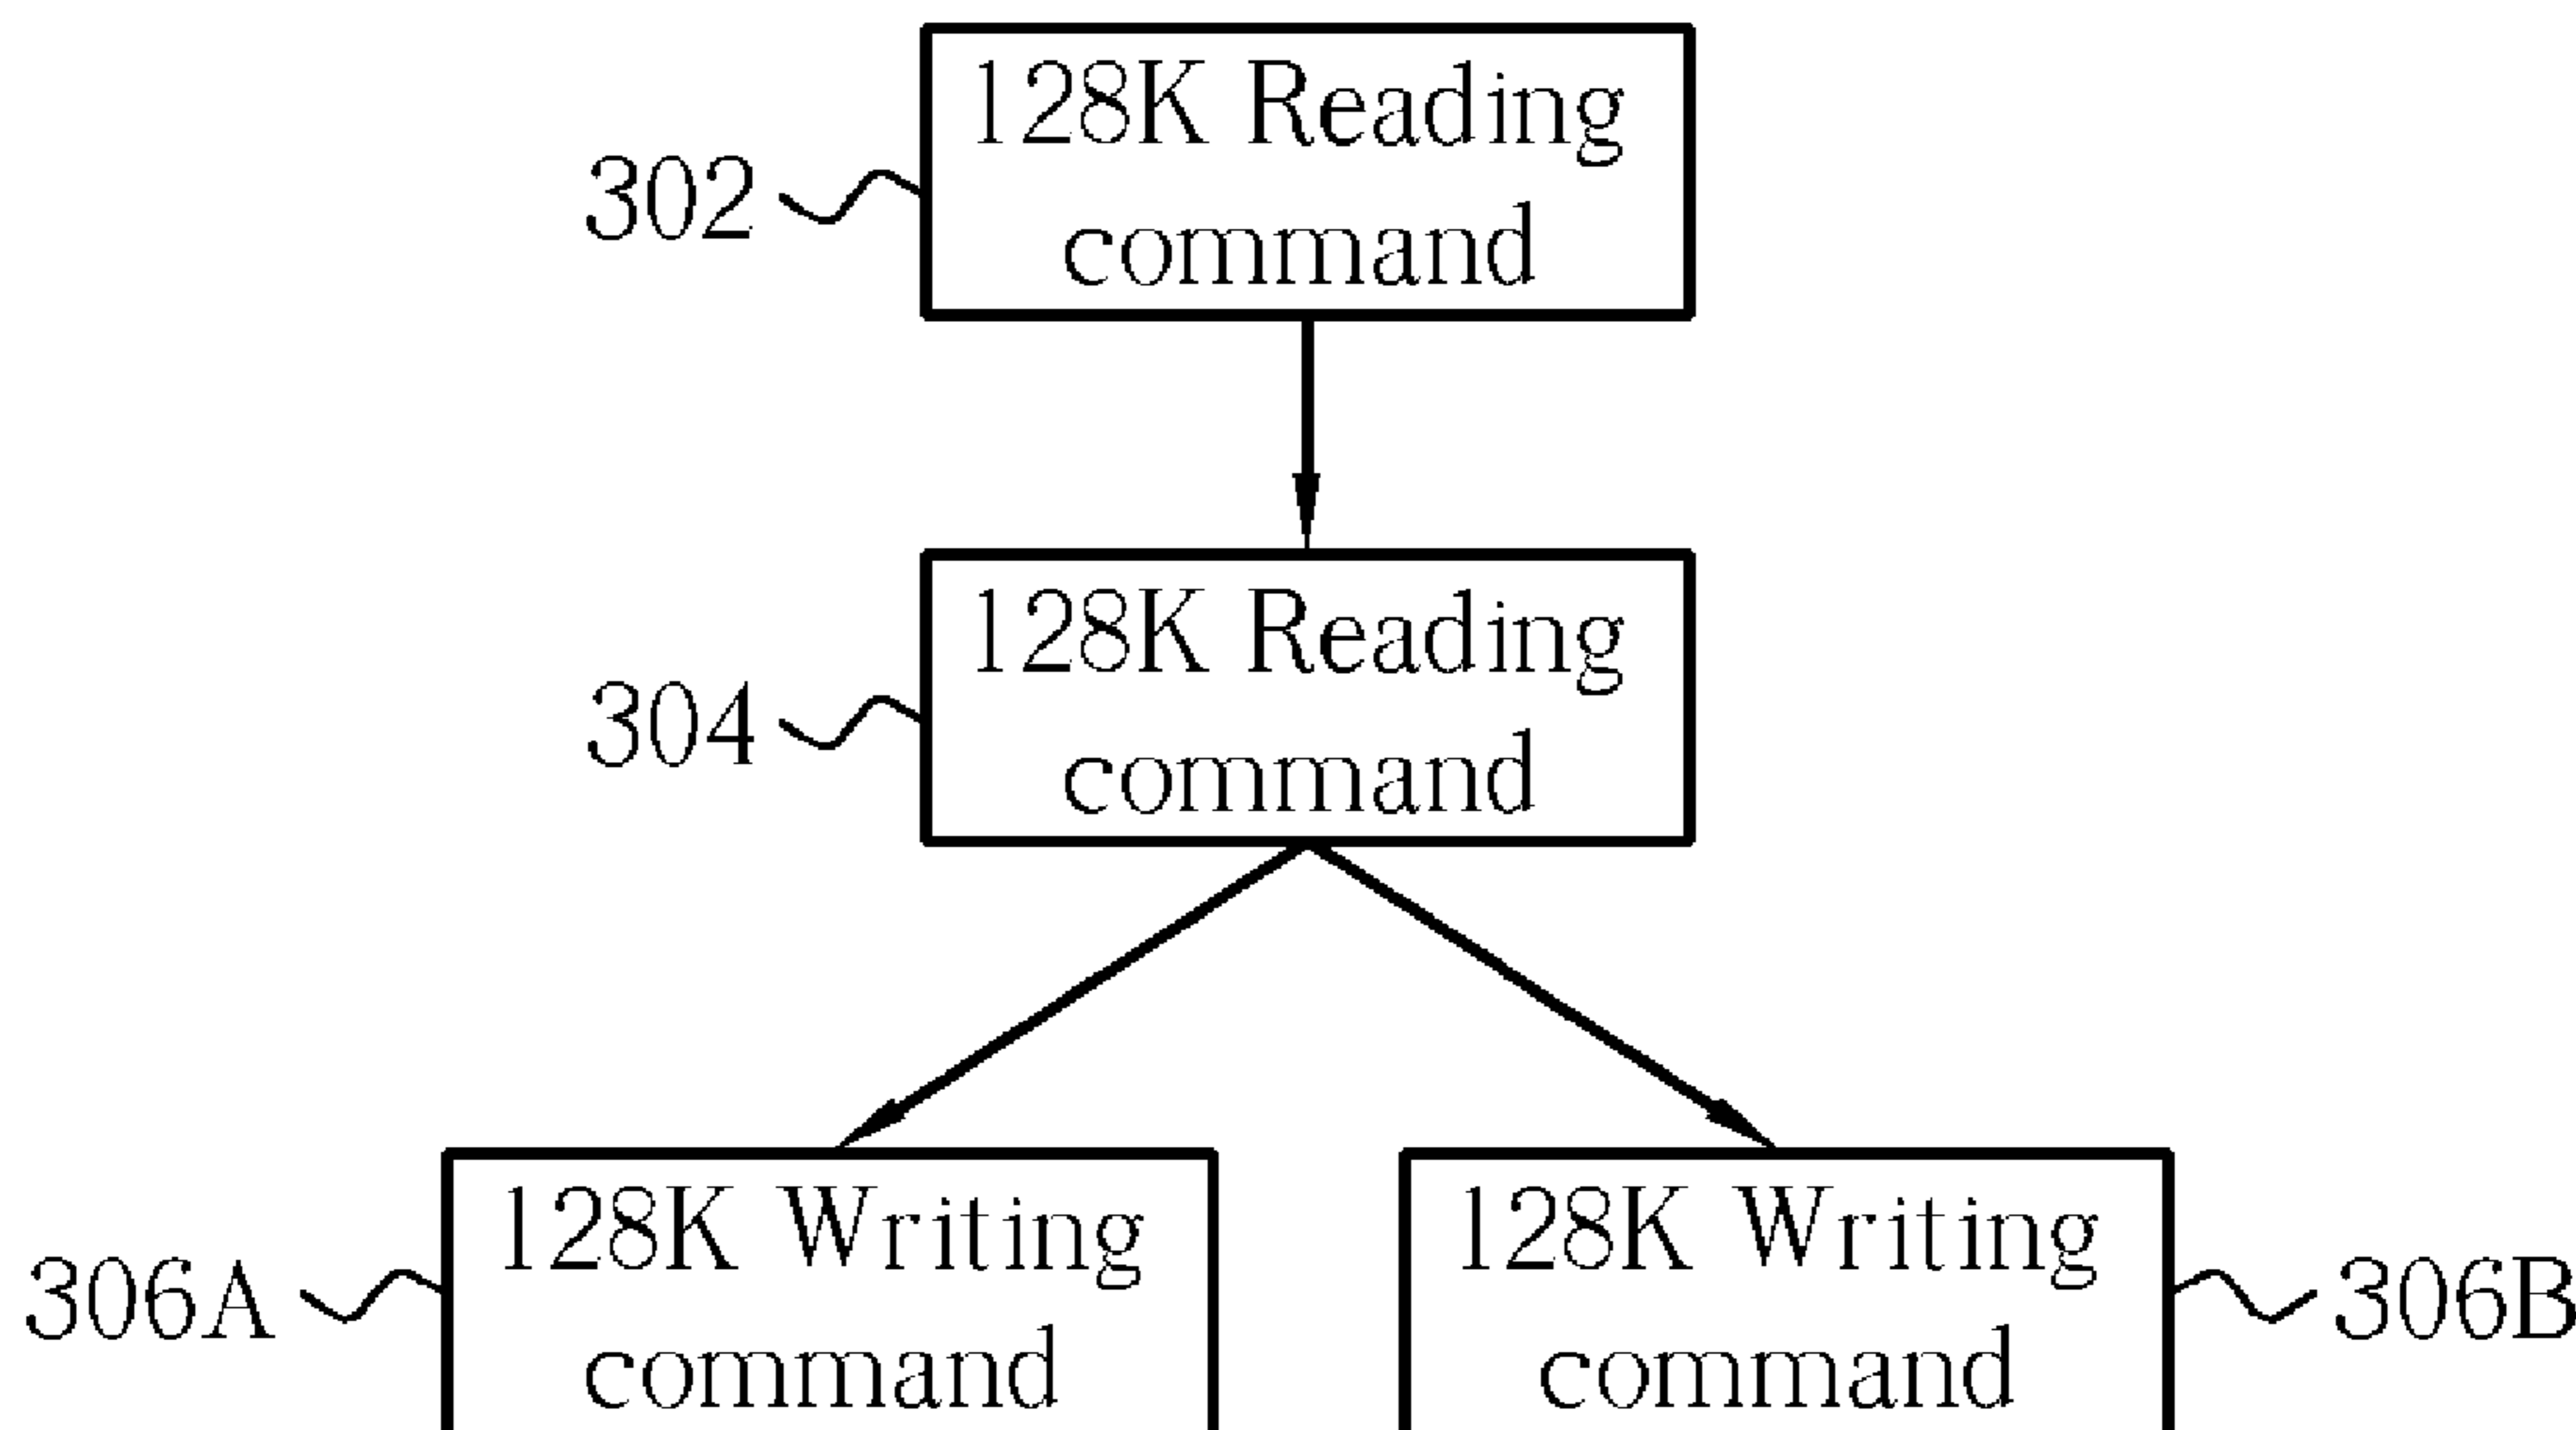 128K Reading
command
302
128K Reading
command
304
128K Writing
command
306A
128K Writing
command
306B